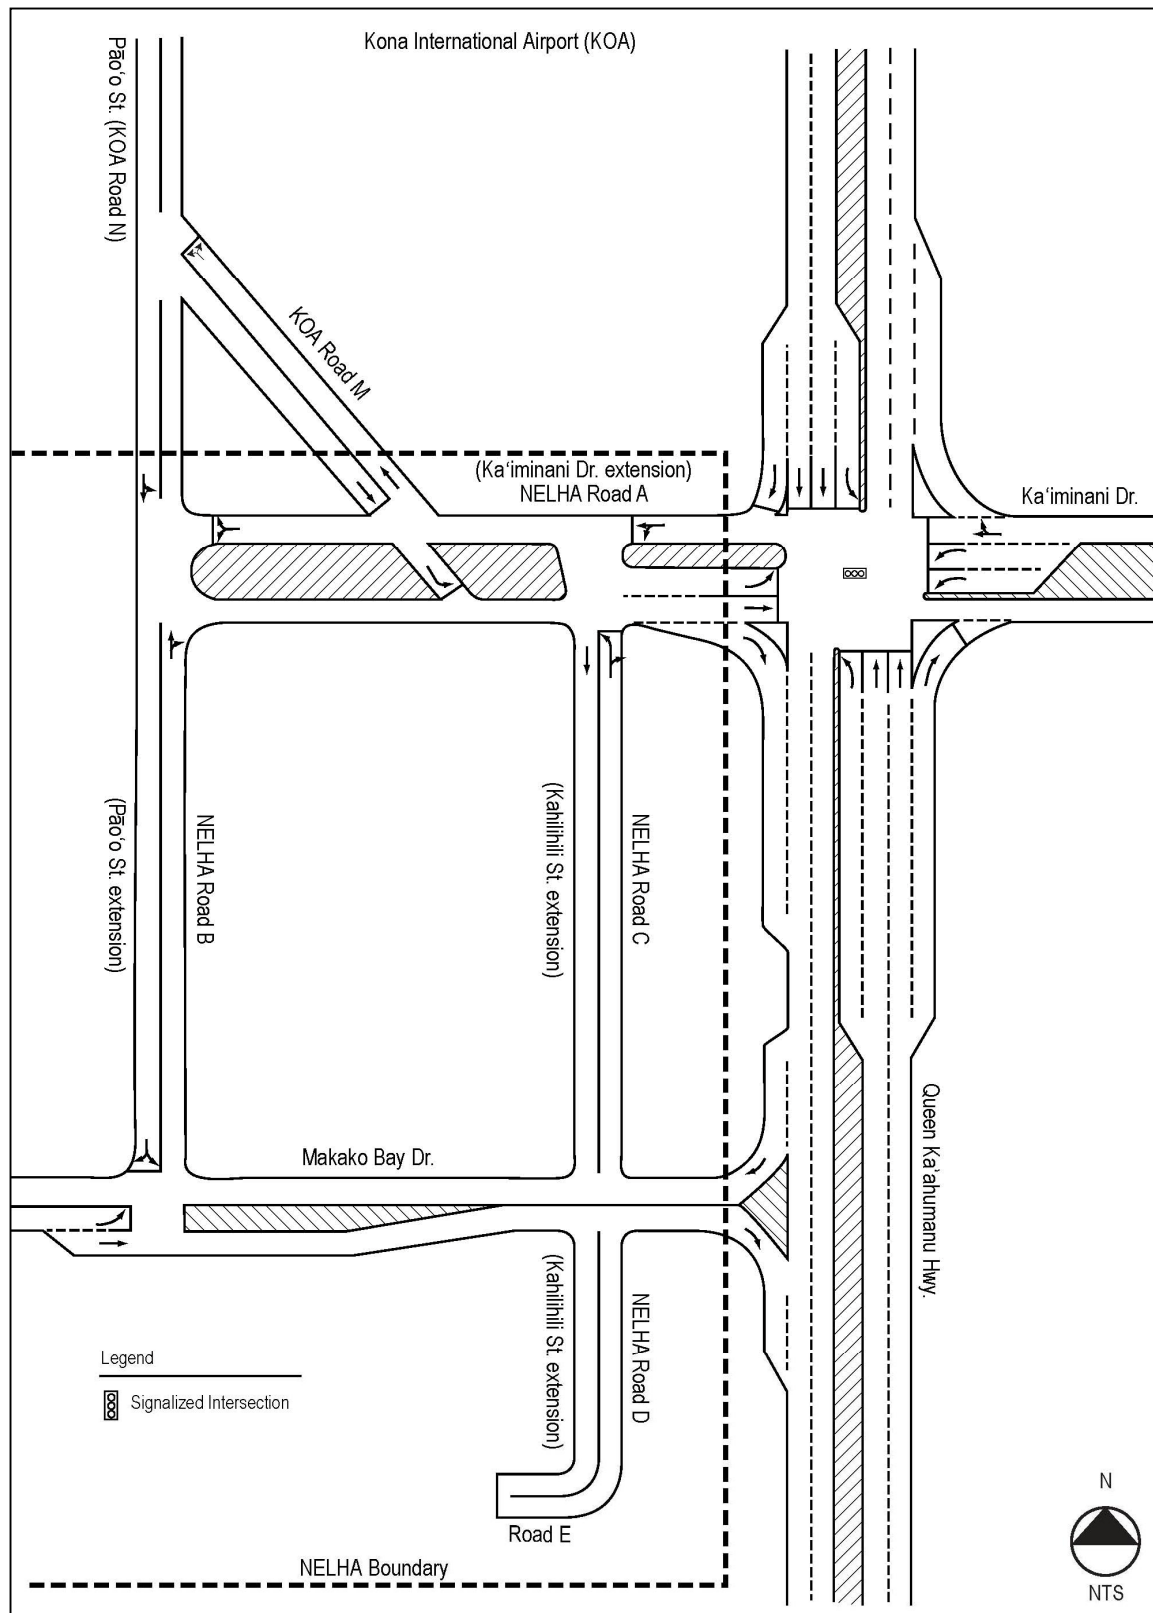 Kona International Airport (KOA)
Pāo‘o St. (KOA Road N)
KOA Road M
(Ka‘iminani Dr. extension)
NELHA Road A
Ka‘iminani Dr.
(Pāo‘o St. extension)
NELHA Road B
(Kahilihili St. extension)
NELHA Road C
Queen Ka‘ahumanu Hwy.
Makako Bay Dr.
(Kahilihili St. extension)
NELHA Road D
Legend
Signalized Intersection
Road E
NELHA Boundary
N
NTS